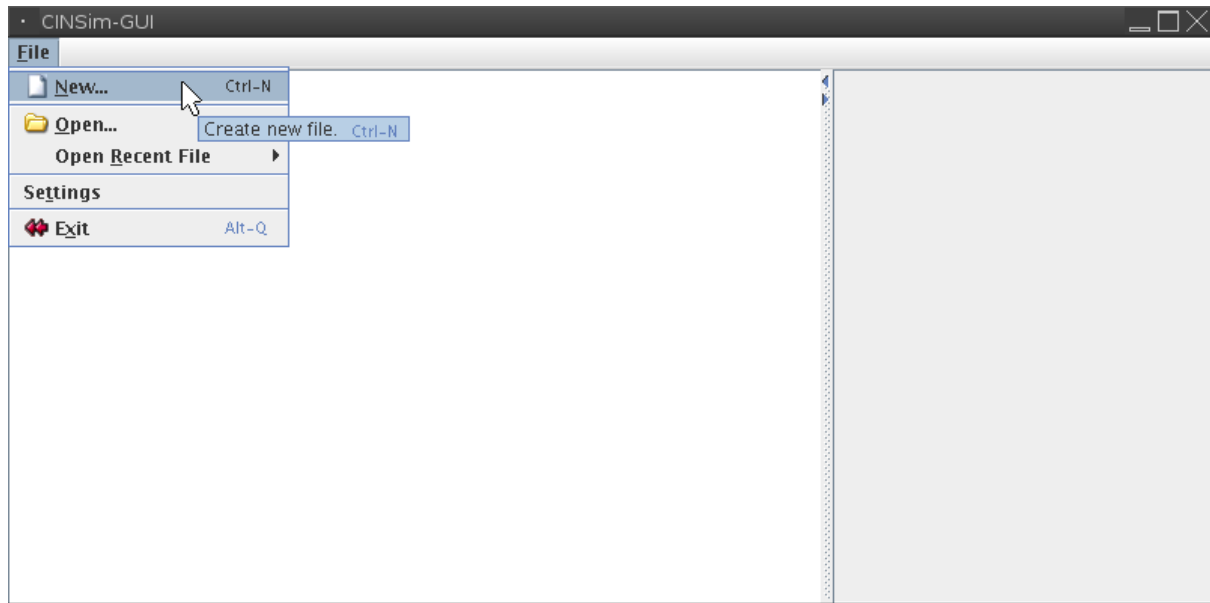 CINSim-GUI
File
New... Ctrl-N
Open...
Create new file. Ctrl-N
Open Recent File
Settings
Exit Alt-Q